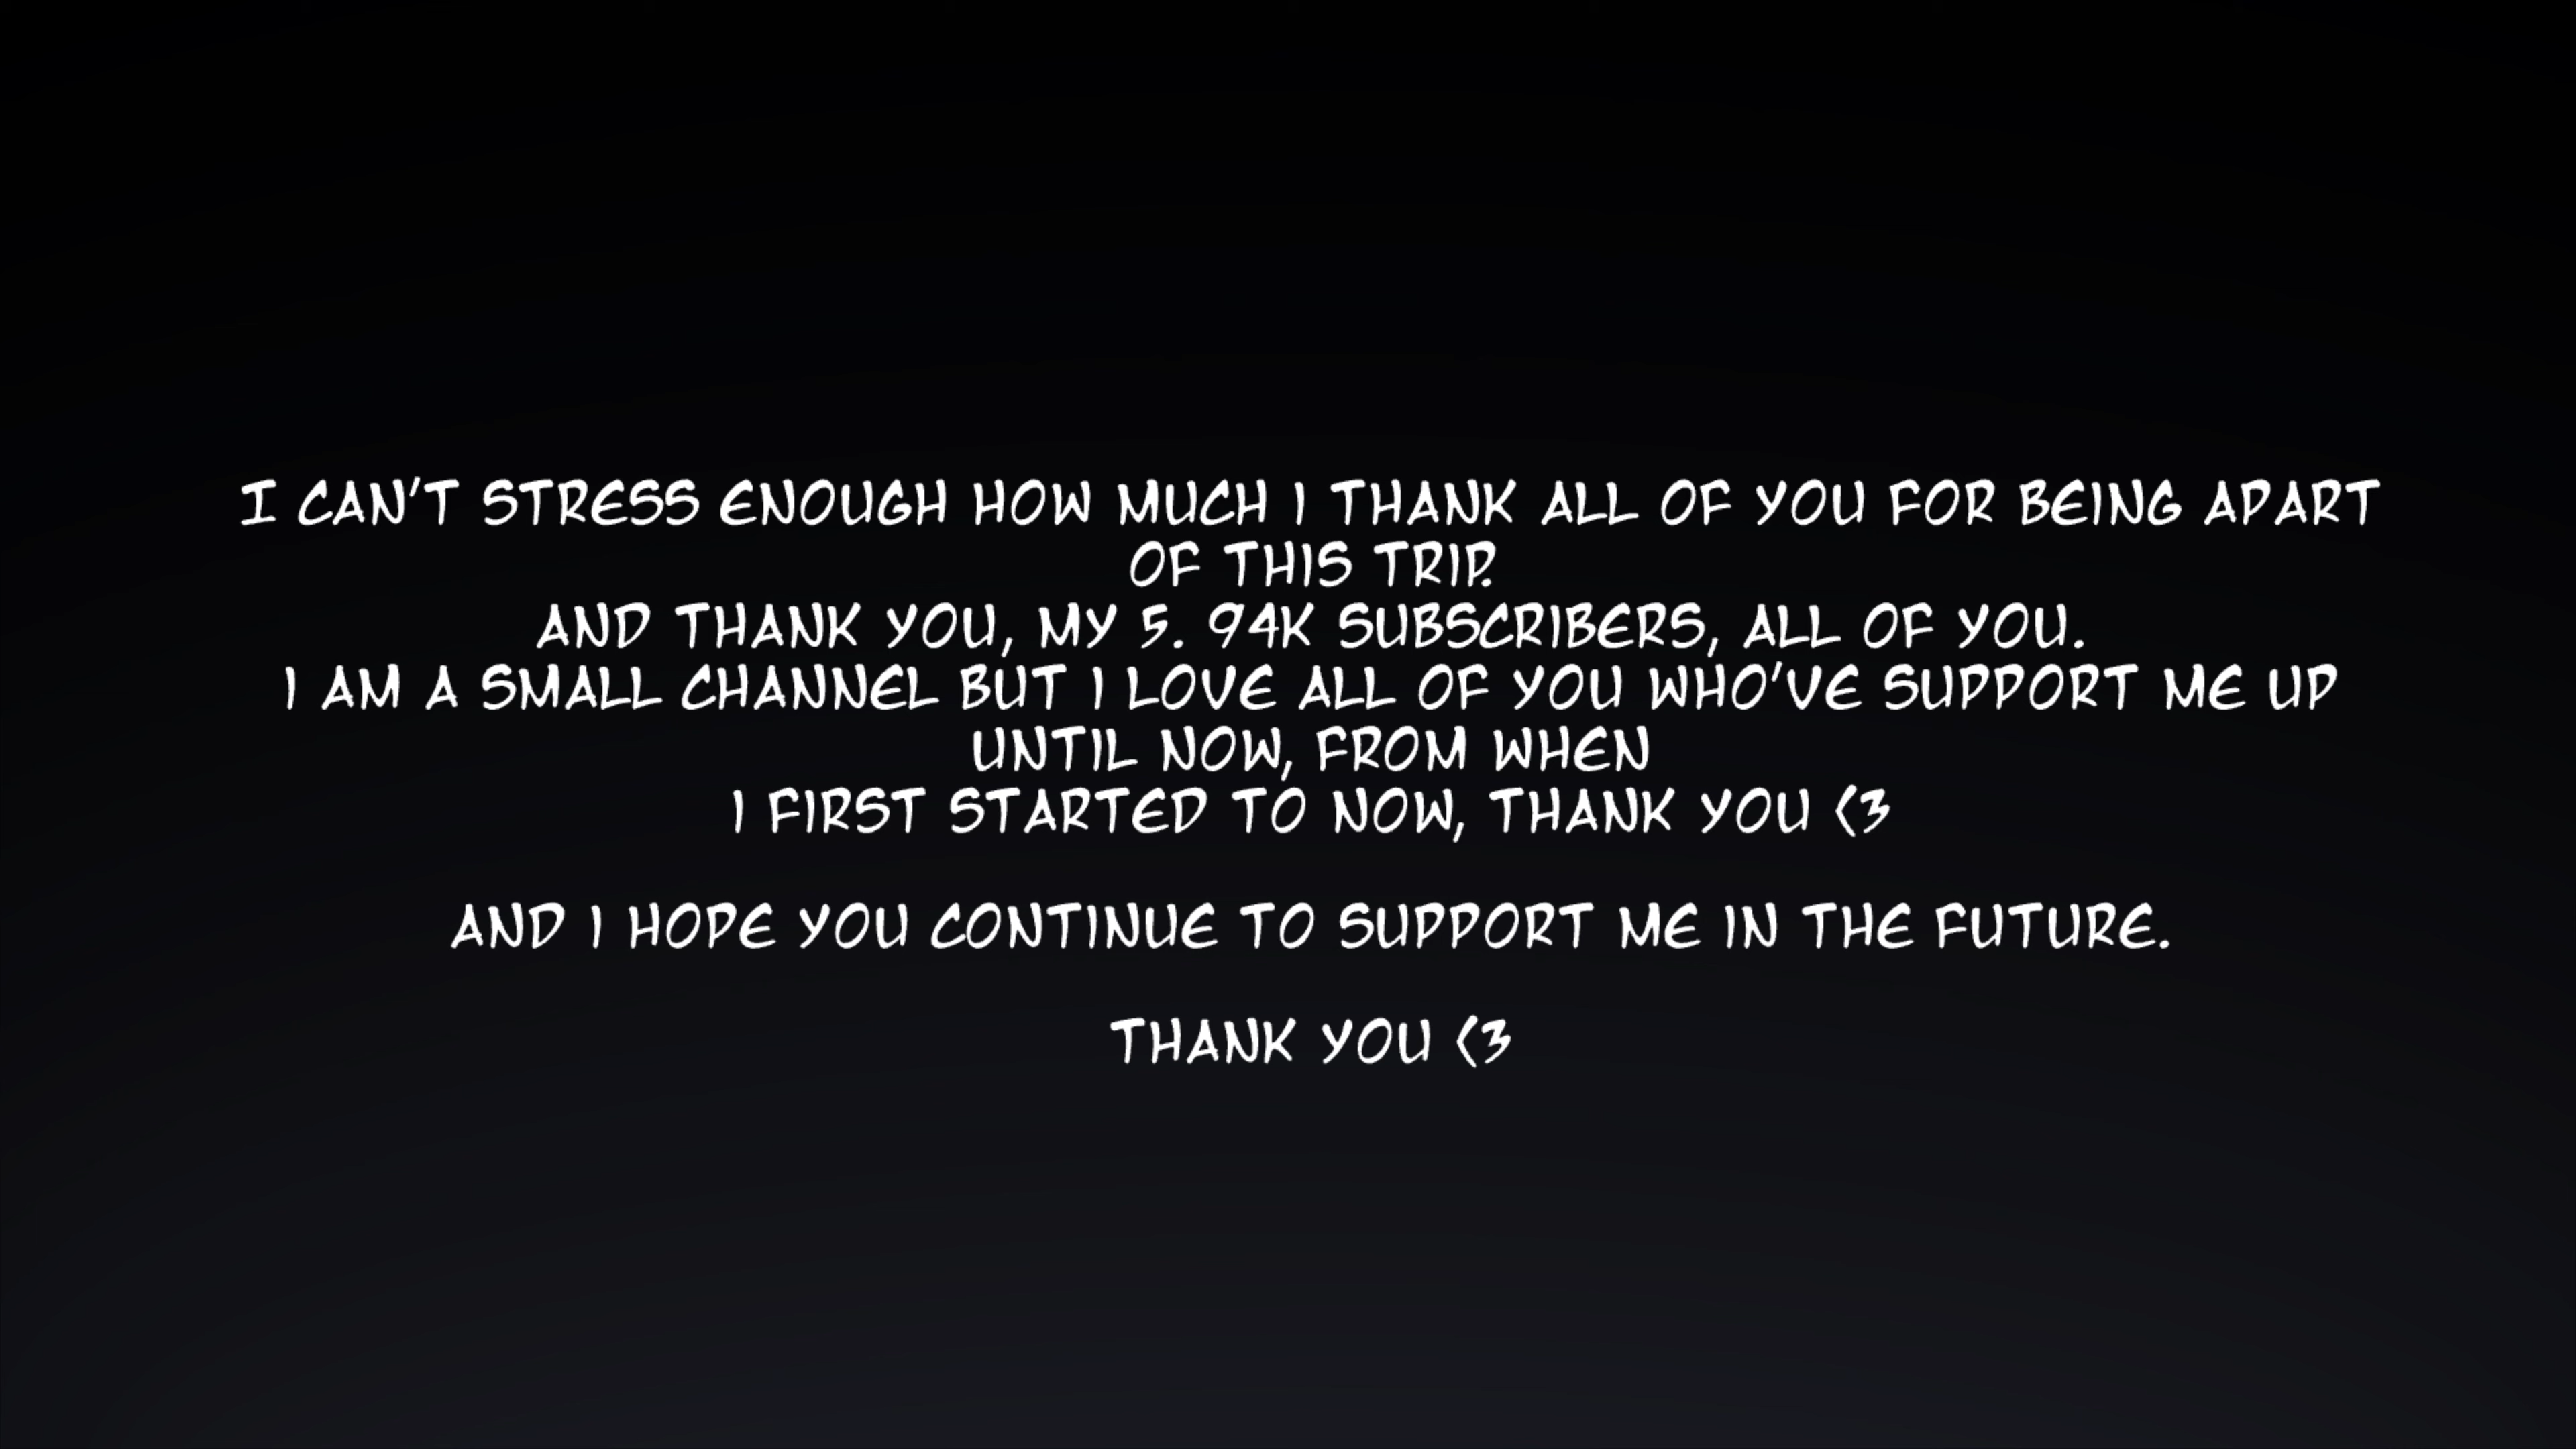 I CAN'T STRESS ENOUGH HOW MUCH I THANK ALL OF YOU FOR BEING APART
OF THIS TRIP.
AND THANK YOU, MY 5. 94K SUBSCRIBERS, ALL OF YOU.
I AM A SMALL CHANNEL BUT I LOVE ALL OF YOU WHO'VE SUPPORT ME UP
UNTIL NOW, FROM WHEN
I FIRST STARTED TO NOW, THANK YOU <3
AND I HOPE YOU CONTINUE TO SUPPORT ME IN THE FUTURE.
THANK YOU <3